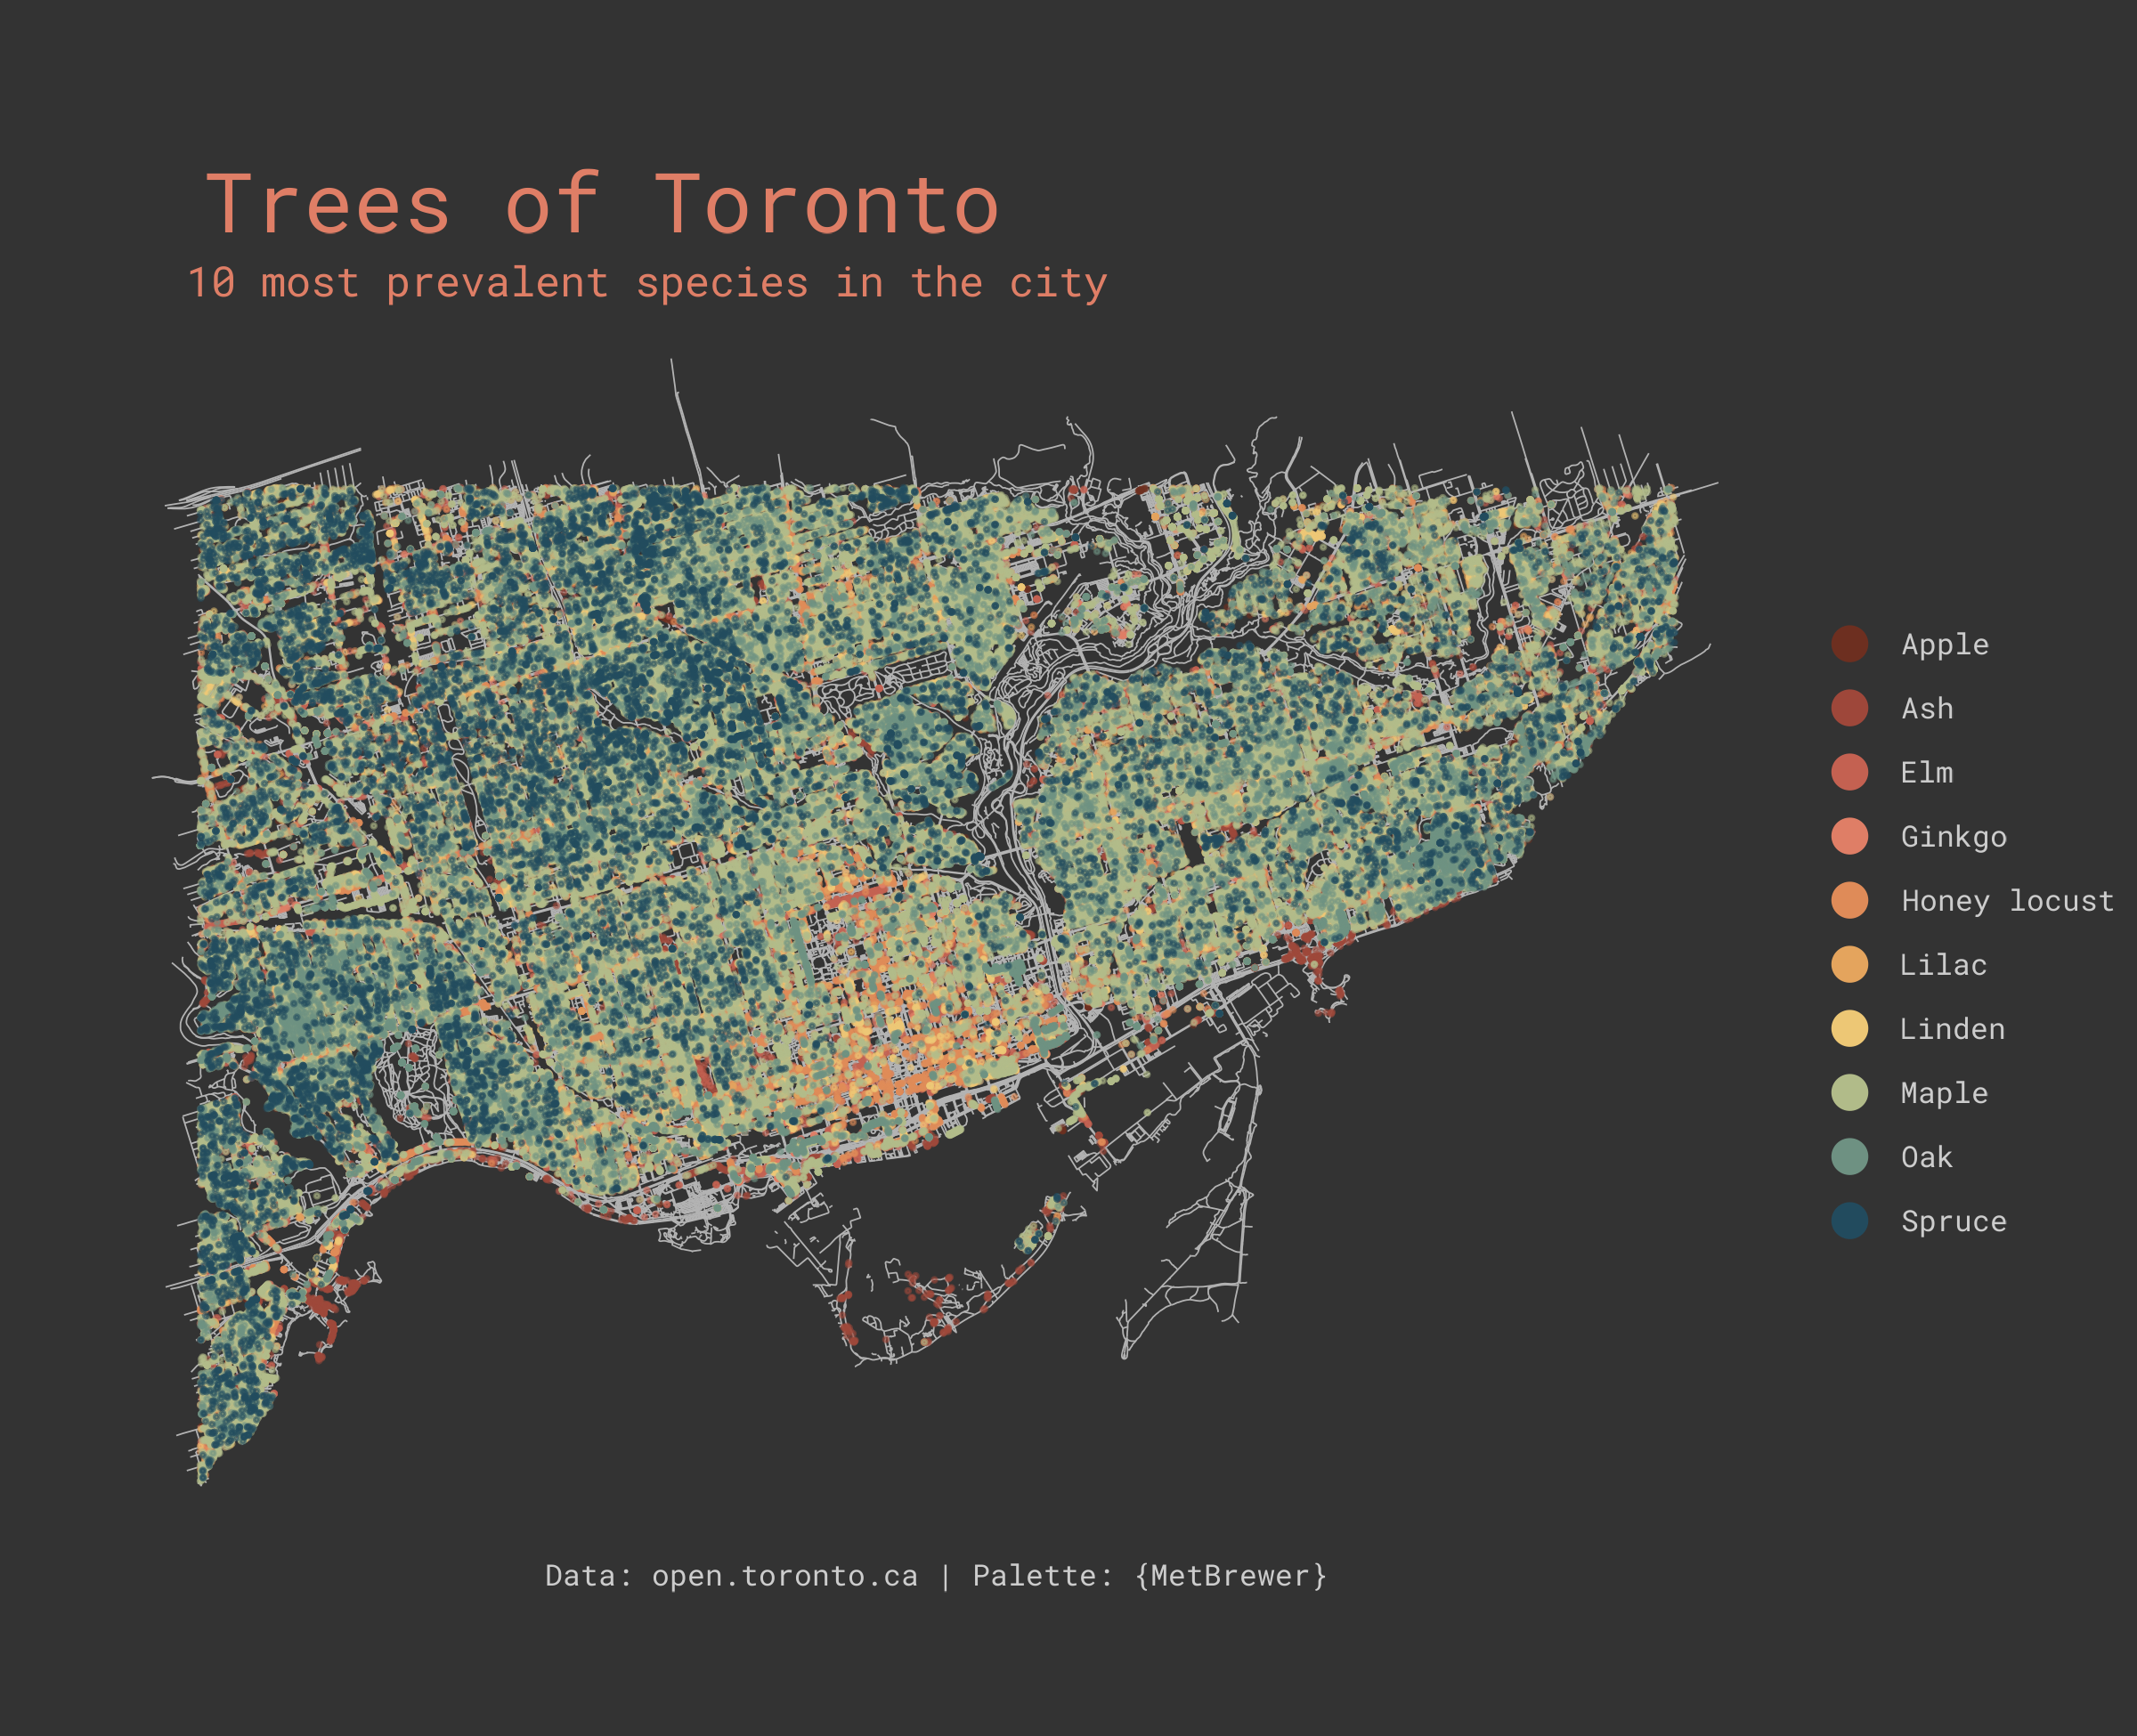 Trees of Toronto
10 most prevalent species in the city
Apple
Ash
Elm
Ginkgo
Honey locust
Lilac
Linden
Maple
Oak
Spruce
Data: open.toronto.ca | Palette: {MetBrewer}